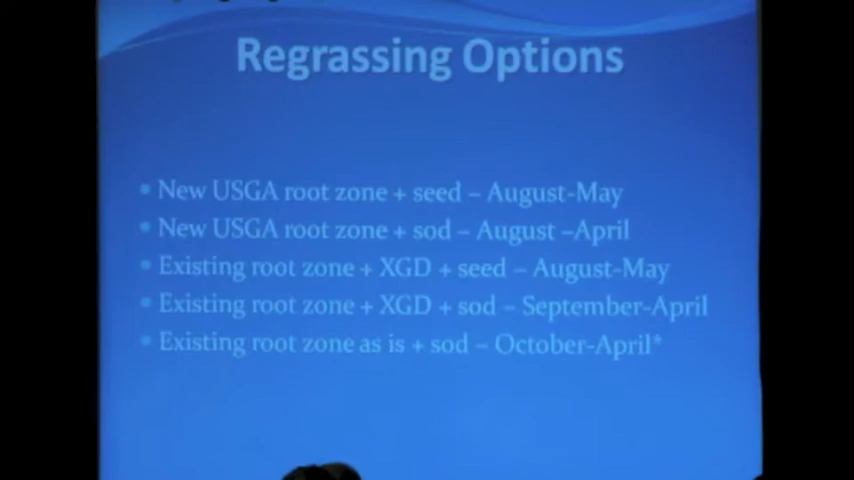 Regrassing Options
• New USGA root zone + seed – August-May
• New USGA root zone + sod – August –April
• Existing root zone + XGD + seed – August-May
• Existing root zone + XGD + sod – September-April
• Existing root zone as is + sod – October-April*